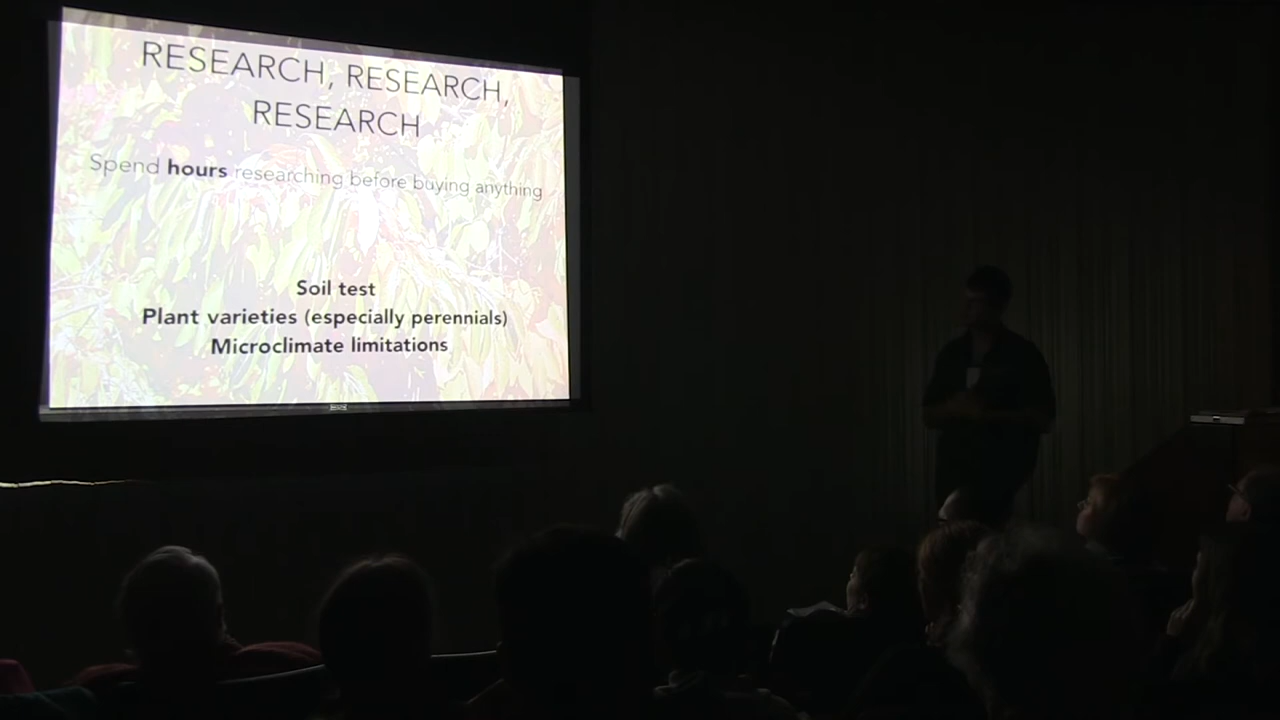 RESEARCH, RESEARCH,
RESEARCH
Spend hours researching before buying anything
Soil test
Plant varieties (especially perennials)
Microclimate limitations